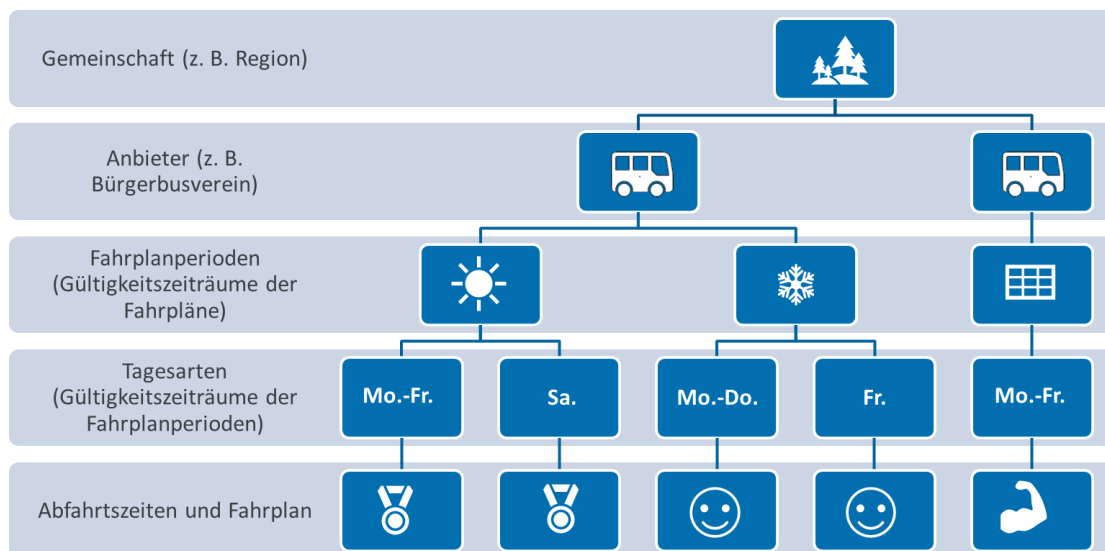 Gemeinschaft (z. B. Region)
Anbieter (z. B.
Bürgerbusverein)
Fahrplanperioden
(Gültigkeitszeiträume der
Fahrpläne)
Tagesarten
(Gültigkeitszeiträume der
Fahrplanperioden)
Mo.-Fr.
Sa.
Mo.-Do.
Fr.
Mo.-Fr.
Abfahrtszeiten und Fahrplan